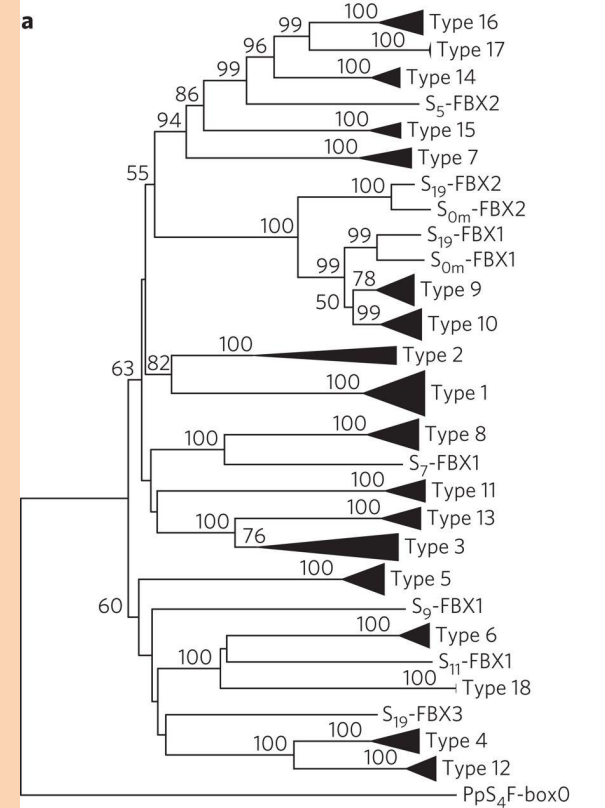 a
99 100 Type 16
96 100 Type 17
99 100 Type 14
86 S5-FBX2
94 100 Type 15
100 Type 7
55
100 S19-FBX2
S0m-FBX2
100
99 S19-FBX1
S0m-FBX1
99
78 Type 9
50
99 Type 10
100 Type 2
63 82
100 Type 1
100 Type 8
100
S7-FBX1
100 Type 11
100 Type 13
100
76 Type 3
100 Type 5
60 S9-FBX1
100 Type 6
100 S11-FBX1
100 Type 18
S19-FBX3
100 Type 4
100
100 Type 12
PpS4F-box0